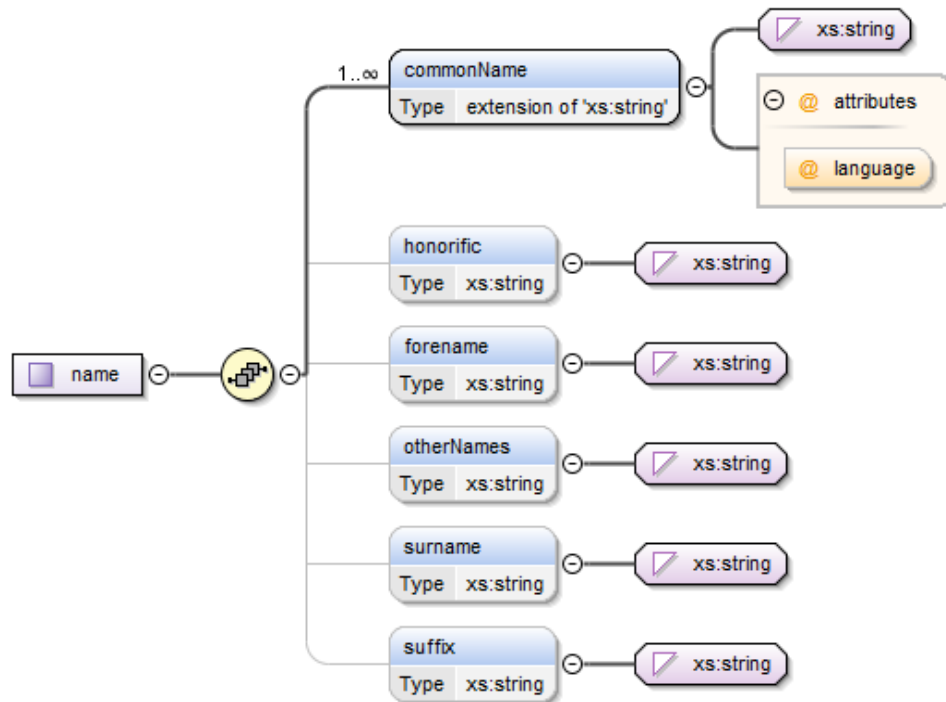 xs:string
1..∞
commonName
Type extension of 'xs:string'
@ attributes
@ language
honorific
Type xs:string
xs:string
forename
Type xs:string
xs:string
name
otherNames
Type xs:string
xs:string
surname
Type xs:string
xs:string
suffix
Type xs:string
xs:string